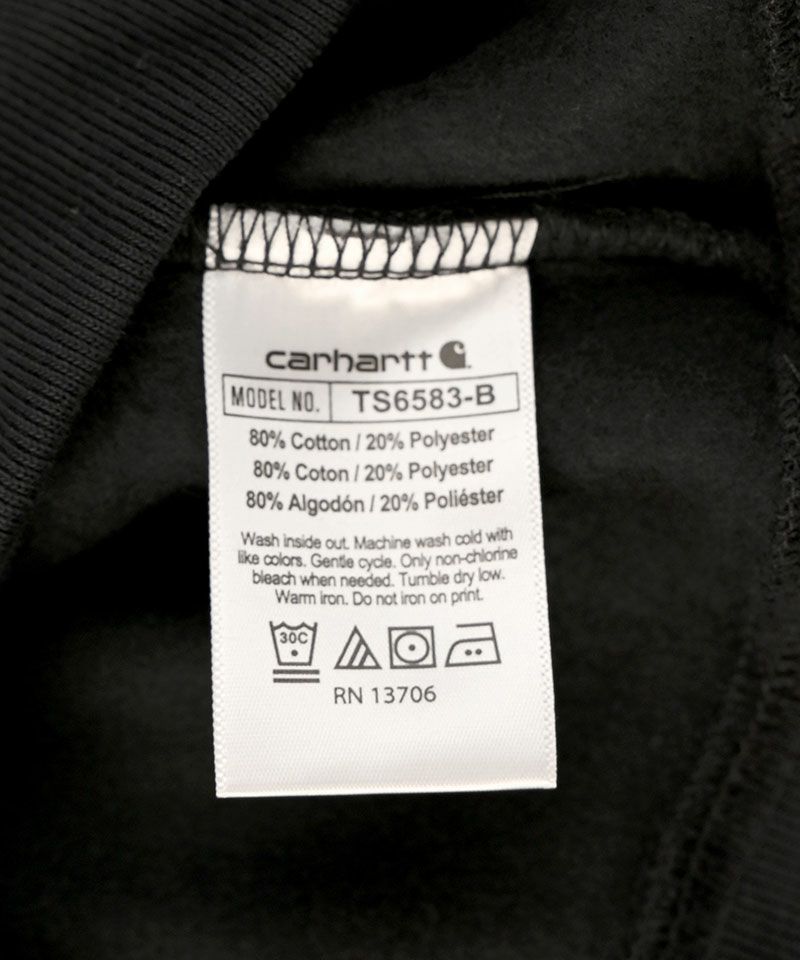 carhartt
MODEL NO. TS6583-B
80% Cotton / 20% Polyester
80% Coton / 20% Polyester
80% Algodón / 20% Poliéster
Wash inside out. Machine wash cold with
like colors. Gentle cycle. Only non-chlorine
bleach when needed. Tumble dry low.
Warm iron. Do not iron on print.
30C
RN 13706